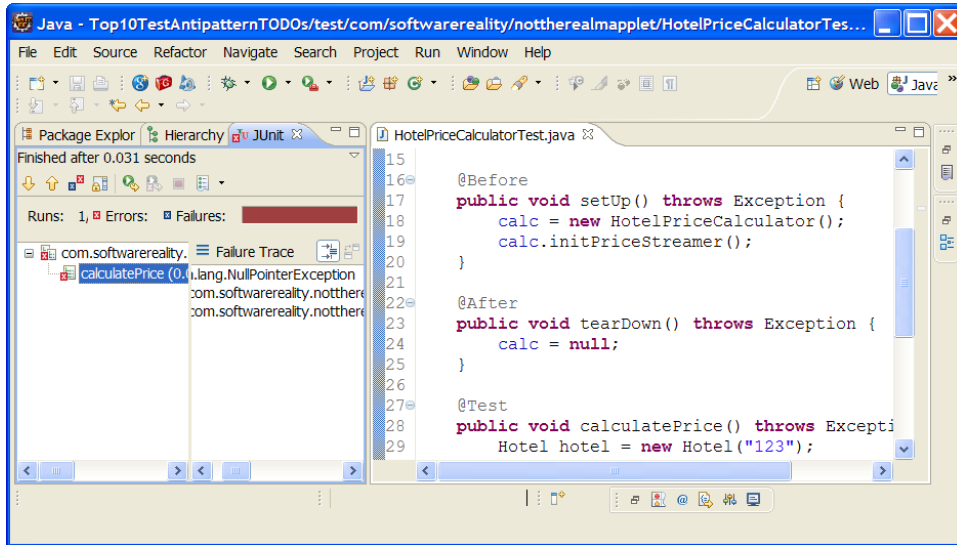 Java - Top10TestAntipatternTODOs/test/com/softwarereality/nottherealmapplet/HotelPriceCalculatorTes...
File Edit Source Refactor Navigate Search Project Run Window Help
Web Java »
Package Explor Hierarchy JUnit
Finished after 0.031 seconds
Runs: 1, Errors: Failures:
com.softwarereality.
calculatePrice (0.0
Failure Trace
.lang.NullPointerException
com.softwarereality.notthere
com.softwarereality.notthere
HotelPriceCalculatorTest.java
15
16 @Before
17 public void setUp() throws Exception {
18 calc = new HotelPriceCalculator();
19 calc.initPriceStreamer();
20 }
21
22 @After
23 public void tearDown() throws Exception {
24 calc = null;
25 }
26
27 @Test
28 public void calculatePrice() throws Excepti
29 Hotel hotel = new Hotel("123");